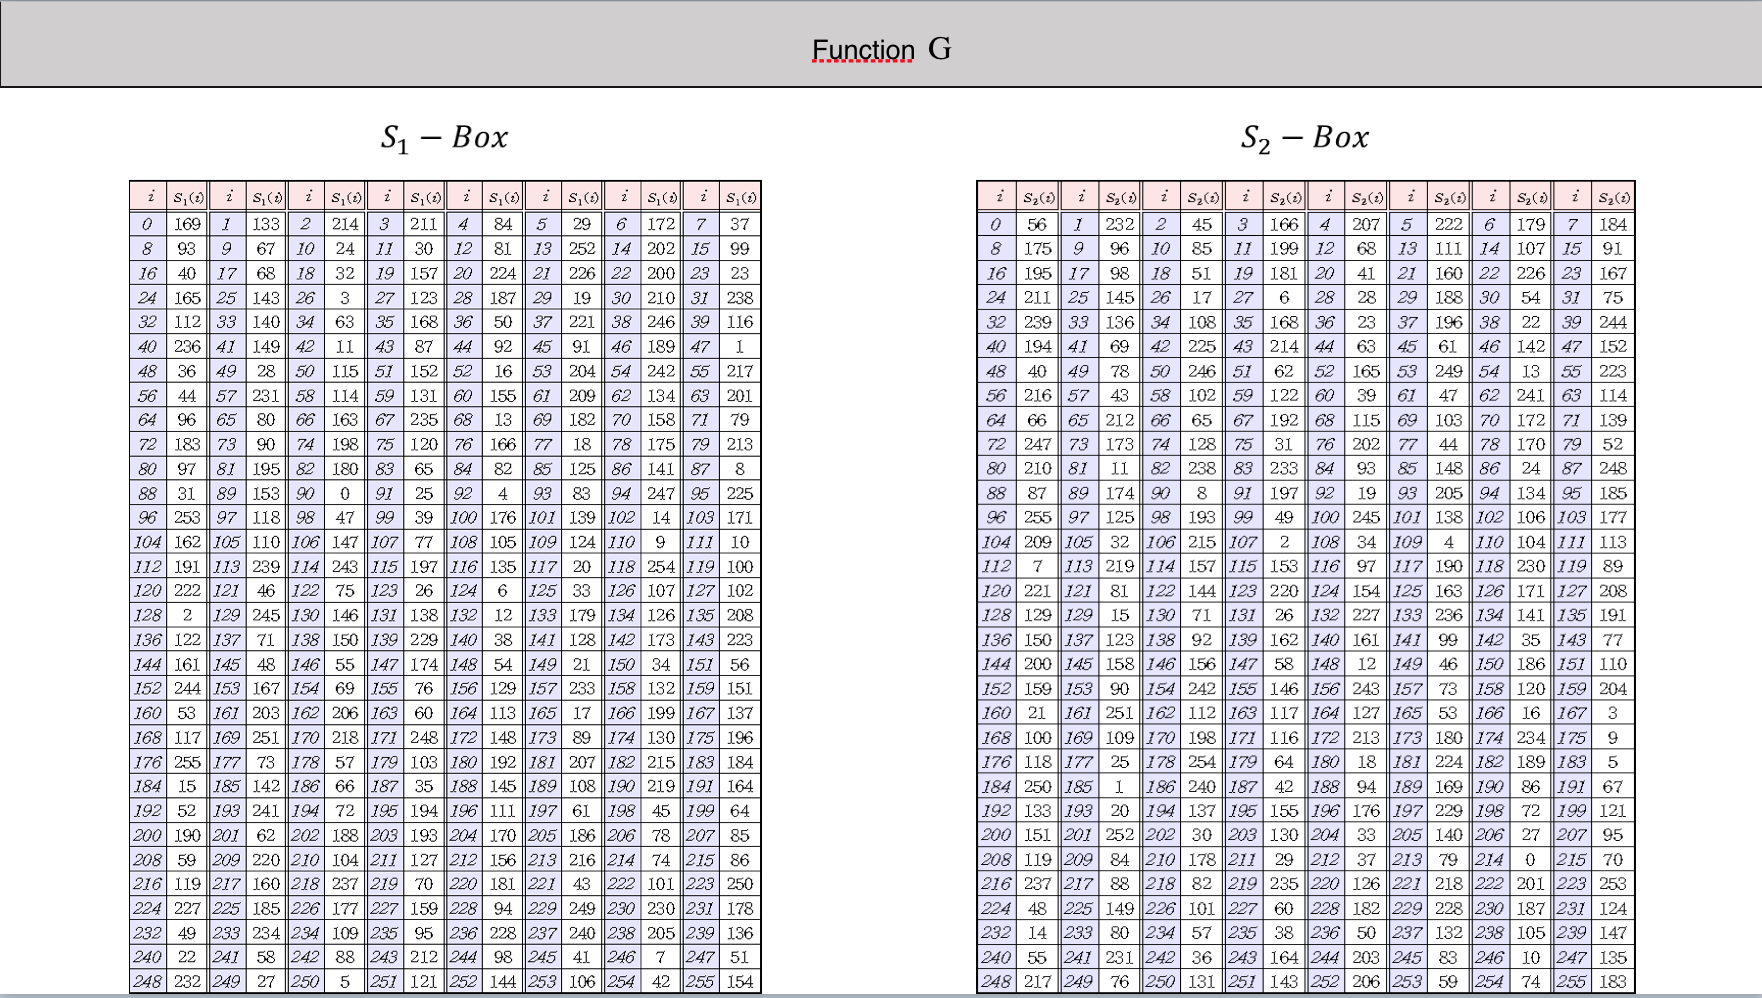 Function G
S₁ − Box
S₂ − Box
i S₁(i) i S₁(i) i S₁(i) i S₁(i) i S₁(i) i S₁(i) i S₁(i) i S₁(i)
0 169 1 133 2 214 3 211 4 84 5 29 6 172 7 37
8 93 9 67 10 24 11 30 12 81 13 252 14 202 15 99
16 40 17 68 18 32 19 157 20 224 21 226 22 200 23 23
24 165 25 143 26 3 27 123 28 187 29 19 30 210 31 238
32 112 33 140 34 63 35 168 36 50 37 221 38 246 39 116
40 236 41 149 42 11 43 87 44 92 45 91 46 189 47 1
48 36 49 28 50 115 51 152 52 16 53 204 54 242 55 217
56 44 57 231 58 114 59 131 60 155 61 209 62 134 63 201
64 96 65 80 66 163 67 235 68 13 69 182 70 158 71 79
72 183 73 90 74 198 75 120 76 166 77 18 78 175 79 213
80 97 81 195 82 180 83 65 84 82 85 125 86 141 87 8
88 31 89 153 90 0 91 25 92 4 93 83 94 247 95 225
96 253 97 118 98 47 99 39 100 176 101 139 102 14 103 171
104 162 105 110 106 147 107 77 108 105 109 124 110 9 111 10
112 191 113 239 114 243 115 197 116 135 117 20 118 254 119 100
120 222 121 46 122 75 123 26 124 6 125 33 126 107 127 102
128 2 129 245 130 146 131 138 132 12 133 179 134 126 135 208
136 122 137 71 138 150 139 229 140 38 141 128 142 173 143 223
144 161 145 48 146 55 147 174 148 54 149 21 150 34 151 56
152 244 153 167 154 69 155 76 156 129 157 233 158 132 159 151
160 53 161 203 162 206 163 60 164 113 165 17 166 199 167 137
168 117 169 251 170 218 171 248 172 148 173 89 174 130 175 196
176 255 177 73 178 57 179 103 180 192 181 207 182 215 183 184
184 15 185 142 186 66 187 35 188 145 189 108 190 219 191 164
192 52 193 241 194 72 195 194 196 111 197 61 198 45 199 64
200 190 201 62 202 188 203 193 204 170 205 186 206 78 207 85
208 59 209 220 210 104 211 127 212 156 213 216 214 74 215 86
216 119 217 160 218 237 219 70 220 181 221 43 222 101 223 250
224 227 225 185 226 177 227 159 228 94 229 249 230 230 231 178
232 49 233 234 234 109 235 95 236 228 237 240 238 205 239 136
240 22 241 58 242 88 243 212 244 98 245 41 246 7 247 51
248 232 249 27 250 5 251 121 252 144 253 106 254 42 255 154
i S₂(i) i S₂(i) i S₂(i) i S₂(i) i S₂(i) i S₂(i) i S₂(i) i S₂(i)
0 56 1 232 2 45 3 166 4 207 5 222 6 179 7 184
8 175 9 96 10 85 11 199 12 68 13 111 14 107 15 91
16 195 17 98 18 51 19 181 20 41 21 160 22 226 23 167
24 211 25 145 26 17 27 6 28 28 29 188 30 54 31 75
32 239 33 136 34 108 35 168 36 23 37 196 38 22 39 244
40 194 41 69 42 225 43 214 44 63 45 61 46 142 47 152
48 40 49 78 50 246 51 62 52 165 53 249 54 13 55 223
56 216 57 43 58 102 59 122 60 39 61 47 62 241 63 114
64 66 65 212 66 65 67 192 68 115 69 103 70 172 71 139
72 247 73 173 74 128 75 31 76 202 77 44 78 170 79 52
80 210 81 11 82 238 83 233 84 93 85 148 86 24 87 248
88 87 89 174 90 8 91 197 92 19 93 205 94 134 95 185
96 255 97 125 98 193 99 49 100 245 101 138 102 106 103 177
104 209 105 32 106 215 107 2 108 34 109 4 110 104 111 113
112 7 113 219 114 157 115 153 116 97 117 190 118 230 119 89
120 221 121 81 122 144 123 220 124 154 125 163 126 171 127 208
128 129 129 15 130 71 131 26 132 227 133 236 134 141 135 191
136 150 137 123 138 92 139 162 140 161 141 99 142 35 143 77
144 200 145 158 146 156 147 58 148 12 149 46 150 186 151 110
152 159 153 90 154 242 155 146 156 243 157 73 158 120 159 204
160 21 161 251 162 112 163 117 164 127 165 53 166 16 167 3
168 100 169 109 170 198 171 116 172 213 173 180 174 234 175 9
176 118 177 25 178 254 179 64 180 18 181 224 182 189 183 5
184 250 185 1 186 240 187 42 188 94 189 169 190 86 191 67
192 133 193 20 194 137 195 155 196 176 197 229 198 72 199 121
200 151 201 252 202 30 203 130 204 33 205 140 206 27 207 95
208 119 209 84 210 178 211 29 212 37 213 79 214 0 215 70
216 237 217 88 218 82 219 235 220 126 221 218 222 201 223 253
224 48 225 149 226 101 227 60 228 182 229 228 230 187 231 124
232 14 233 80 234 57 235 38 236 50 237 132 238 105 239 147
240 55 241 231 242 36 243 164 244 203 245 83 246 10 247 135
248 217 249 76 250 131 251 143 252 206 253 59 254 74 255 183